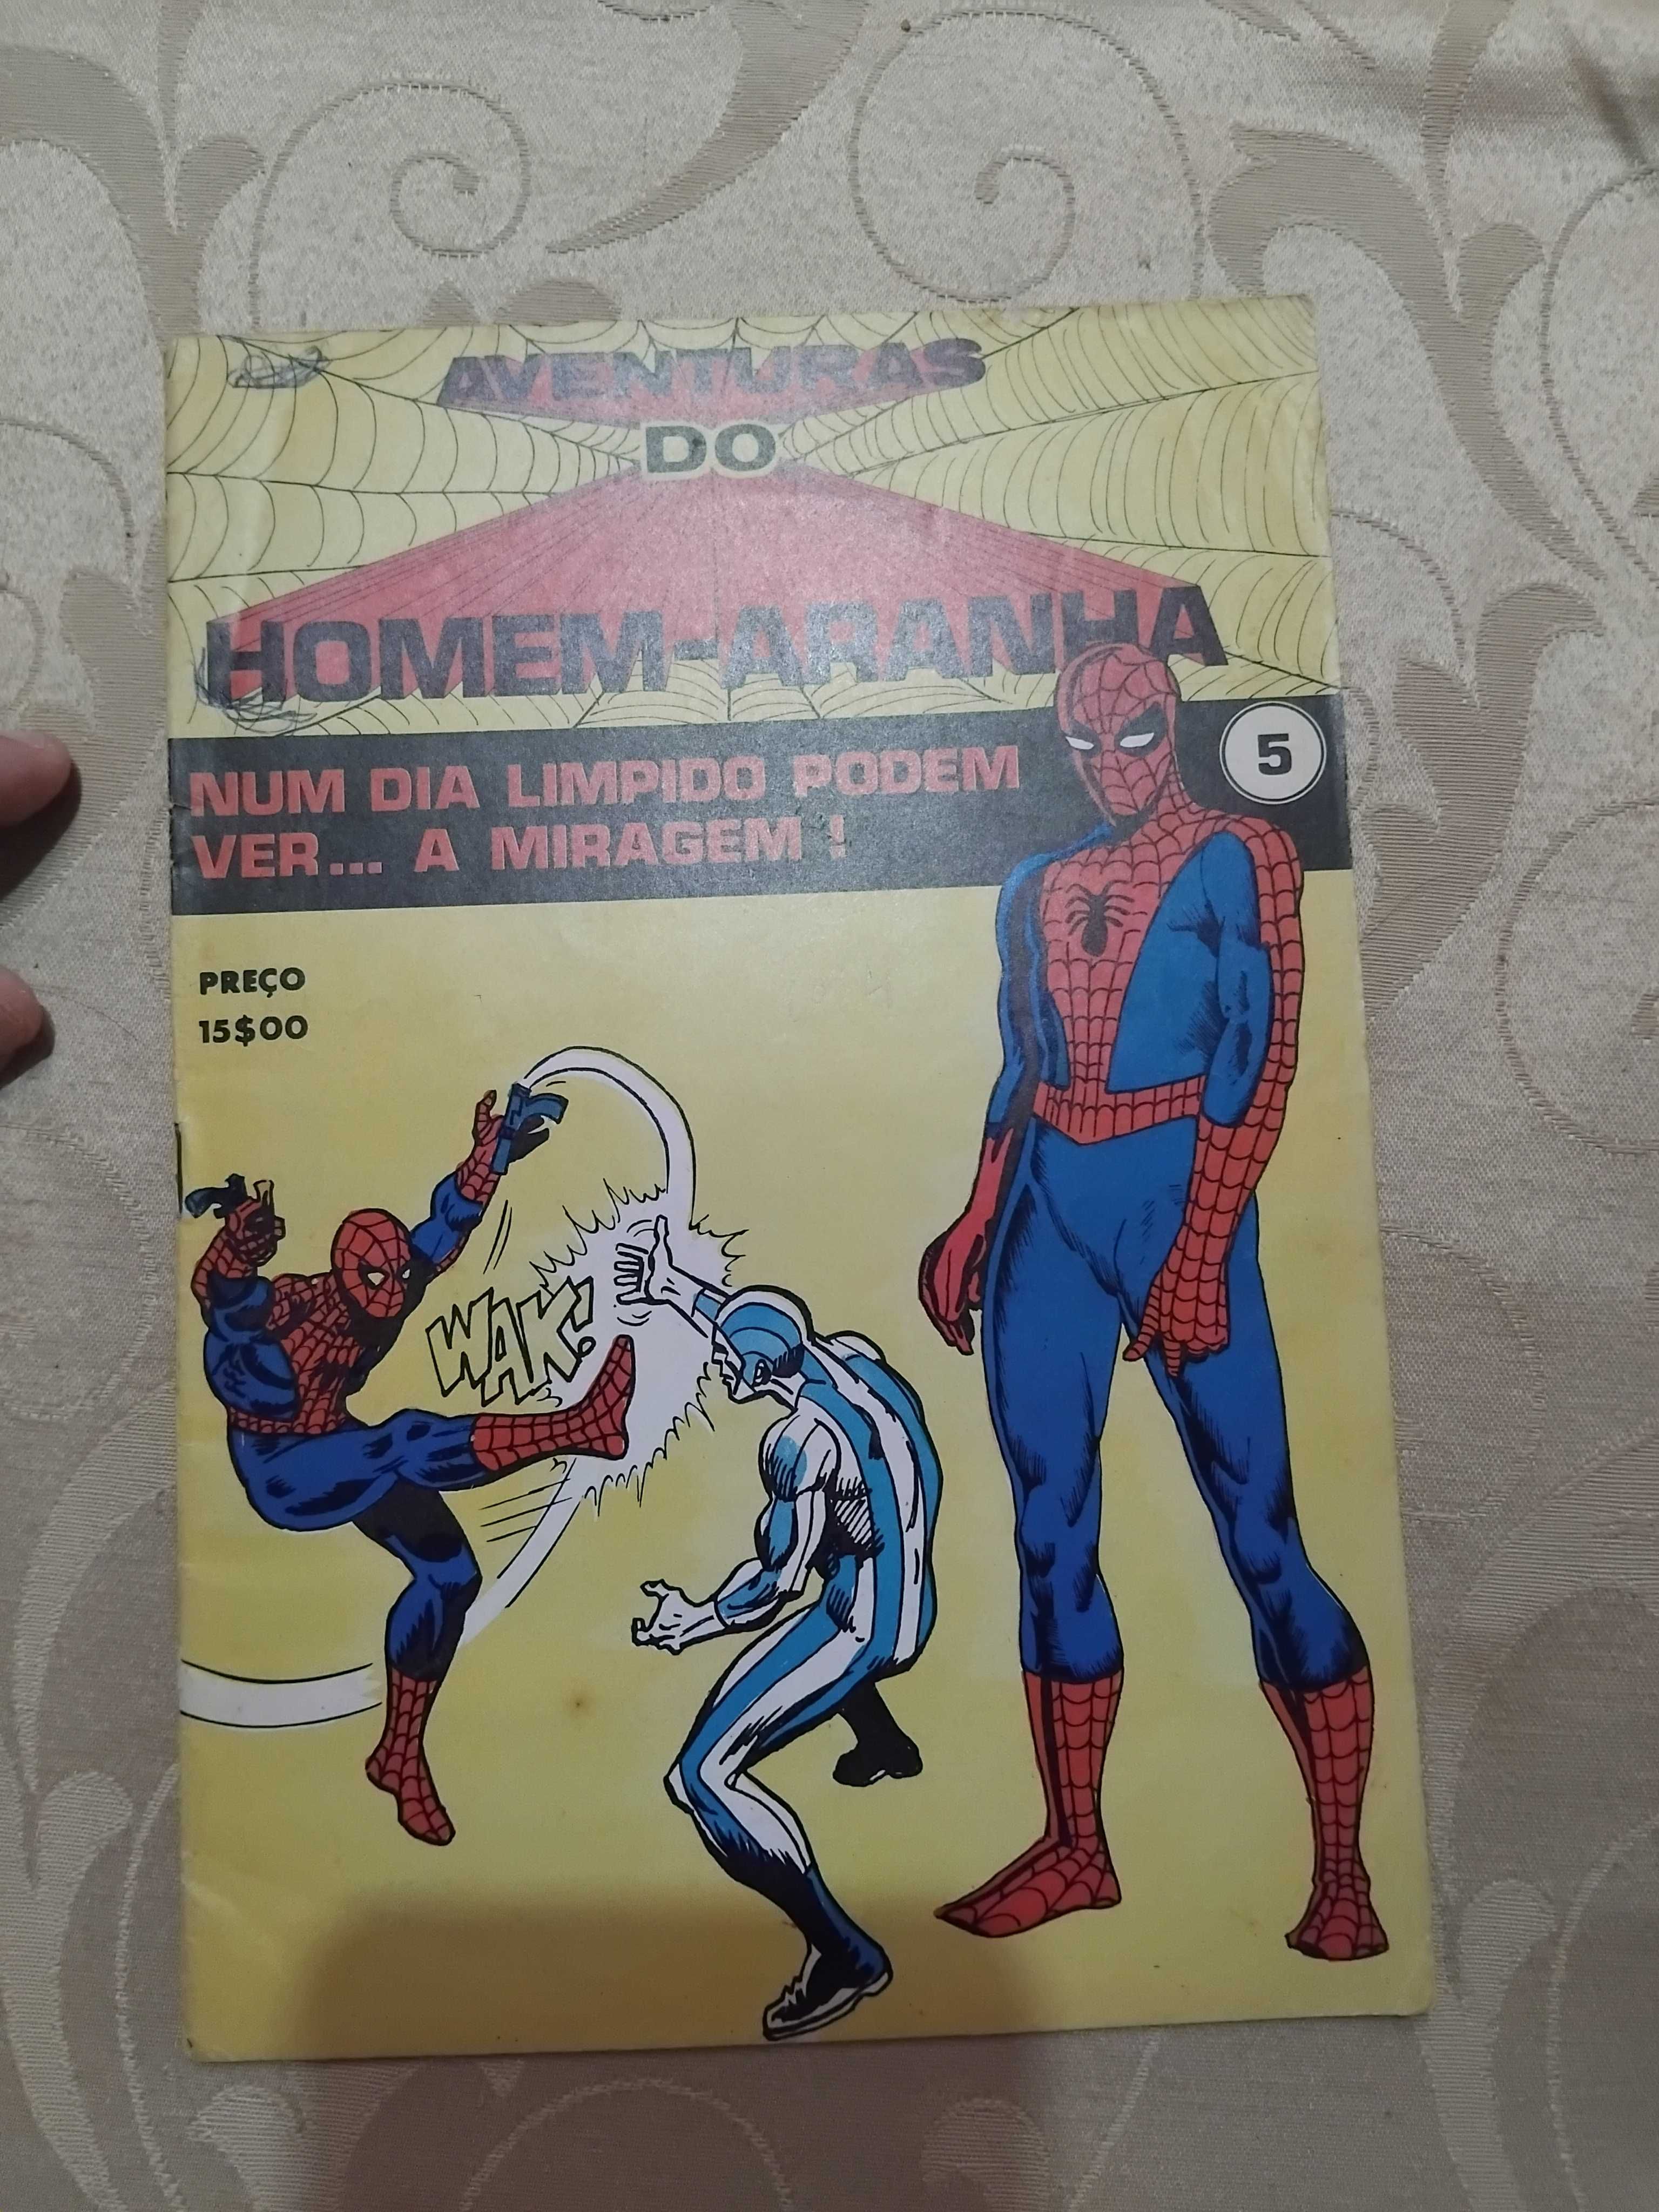 AVENTURAS
DO
HOMEM-ARANHA
5
NUM DIA LIMPIDO PODEM
VER... A MIRAGEM !
PREÇO
15$00
WAK!